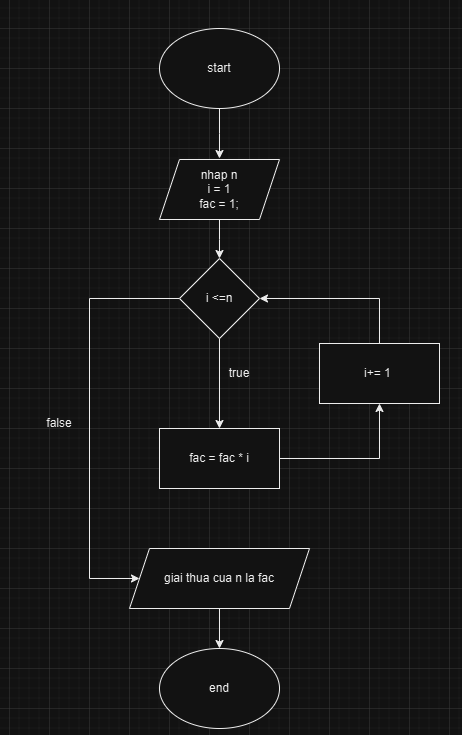 start
nhap n
i = 1
fac = 1;
i <=n
true
i+= 1
false
fac = fac * i
giai thua cua n la fac
end